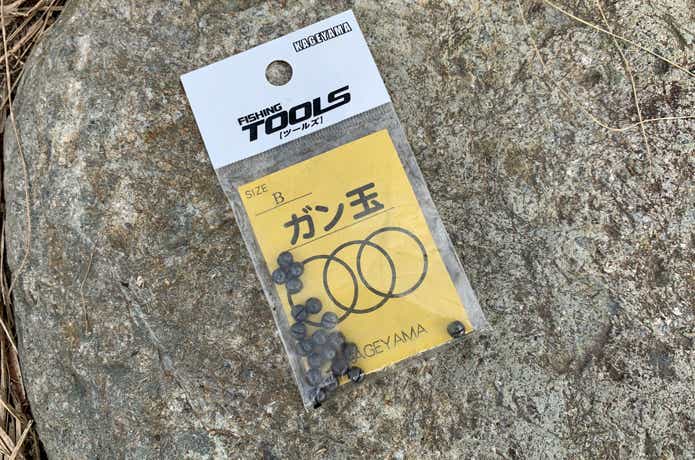 KAGEYAMA
FISHING
TOOLS
[ツールズ]
SIZE B
ガン玉
KAGEYAMA